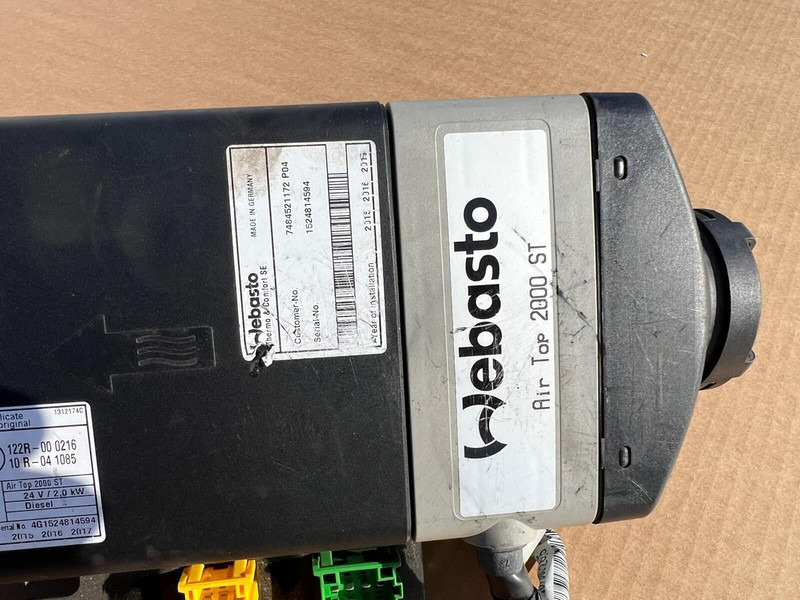 Webasto
Thermo & Comfort SE
MADE IN GERMANY
Customer-No.
7484521172 P04
Serial-No.
1524814594
Year of Installation
2015 2016 2017
Webasto
Air Top 2000 ST
1312174C
122R-00 0216
10 R-04 1085
Air Top 2000 ST
24 V / 2,0 kW
Diesel
4G1524814594
2015 2016 2017